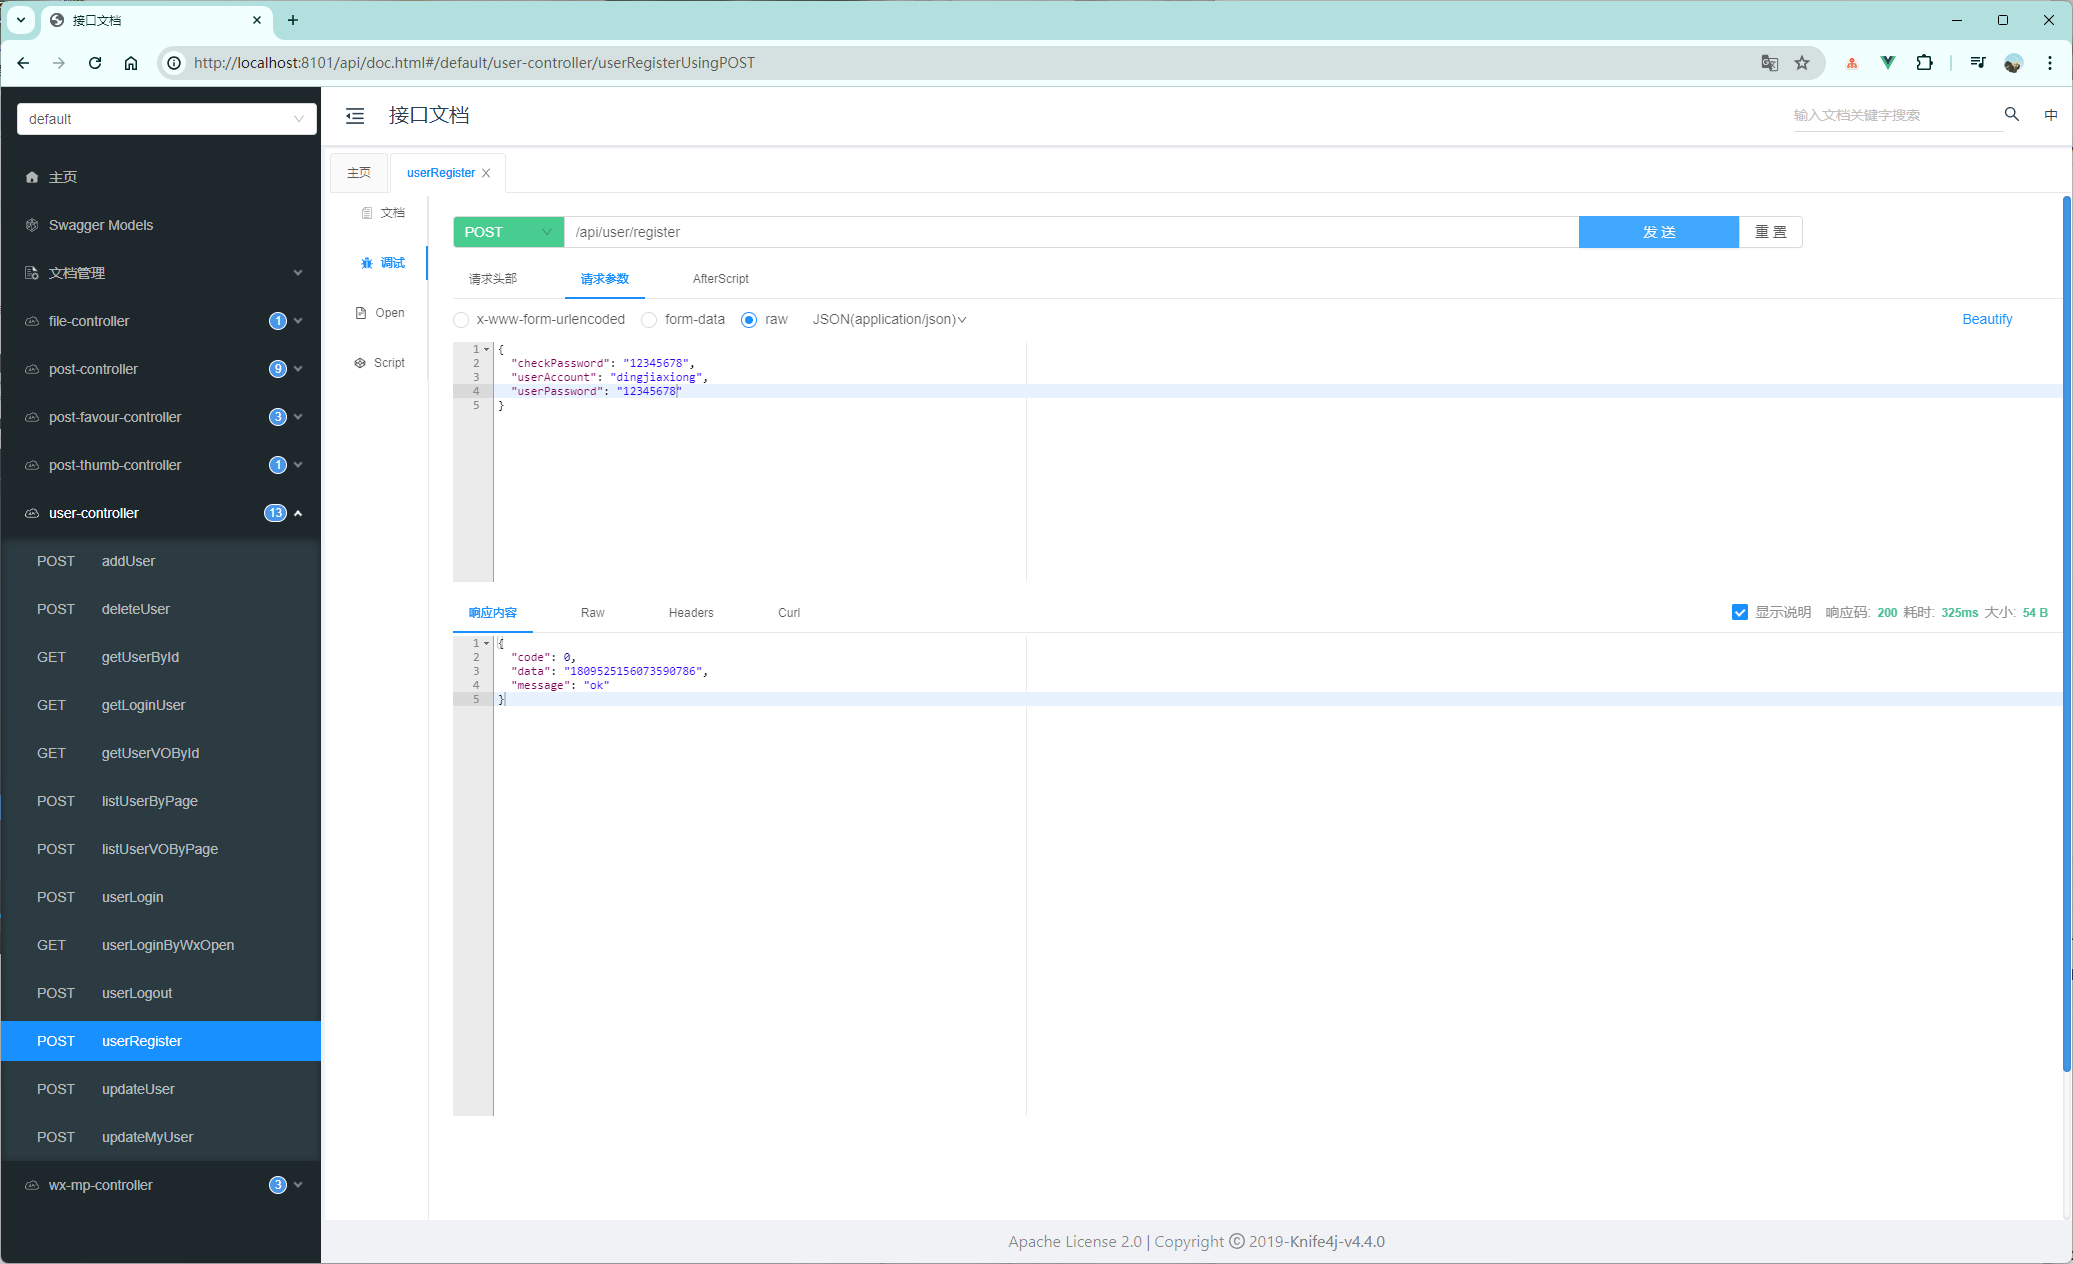 接口文档
http://localhost:8101/api/doc.html#/default/user-controller/userRegisterUsingPOST
default
主页
Swagger Models
文档管理
file-controller 1
post-controller 9
post-favour-controller 3
post-thumb-controller 1
user-controller 13
POST addUser
POST deleteUser
GET getUserById
GET getLoginUser
GET getUserVOById
POST listUserByPage
POST listUserVOByPage
POST userLogin
GET userLoginByWxOpen
POST userLogout
POST userRegister
POST updateUser
POST updateMyUser
wx-mp-controller 3
接口文档
输入文档关键字搜索
中
主页 userRegister
文档
调试
Open
Script
POST /api/user/register 发 送 重 置
请求头部 请求参数 AfterScript
x-www-form-urlencoded form-data raw JSON(application/json) Beautify
1 {
2 "checkPassword": "12345678",
3 "userAccount": "dingjiaxiong",
4 "userPassword": "12345678"
5 }
响应内容 Raw Headers Curl 显示说明 响应码: 200 耗时: 325ms 大小: 54 B
1 {
2 "code": 0,
3 "data": "1809525156073590786",
4 "message": "ok"
5 }
Apache License 2.0 | Copyright © 2019-Knife4j-v4.4.0